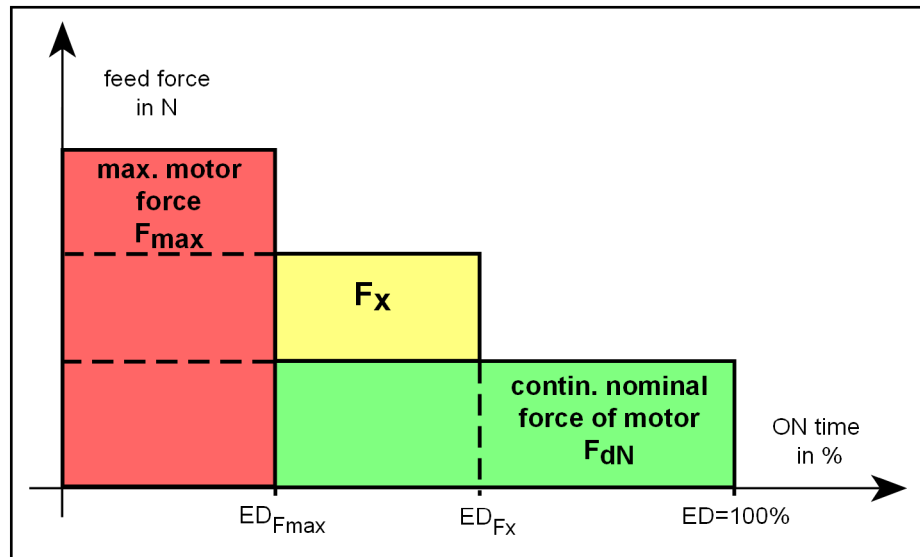 feed force
in N
max. motor
force
Fmax
Fx
contin. nominal
force of motor
FdN
ON time
in %
EDFmax
EDFx
ED=100%